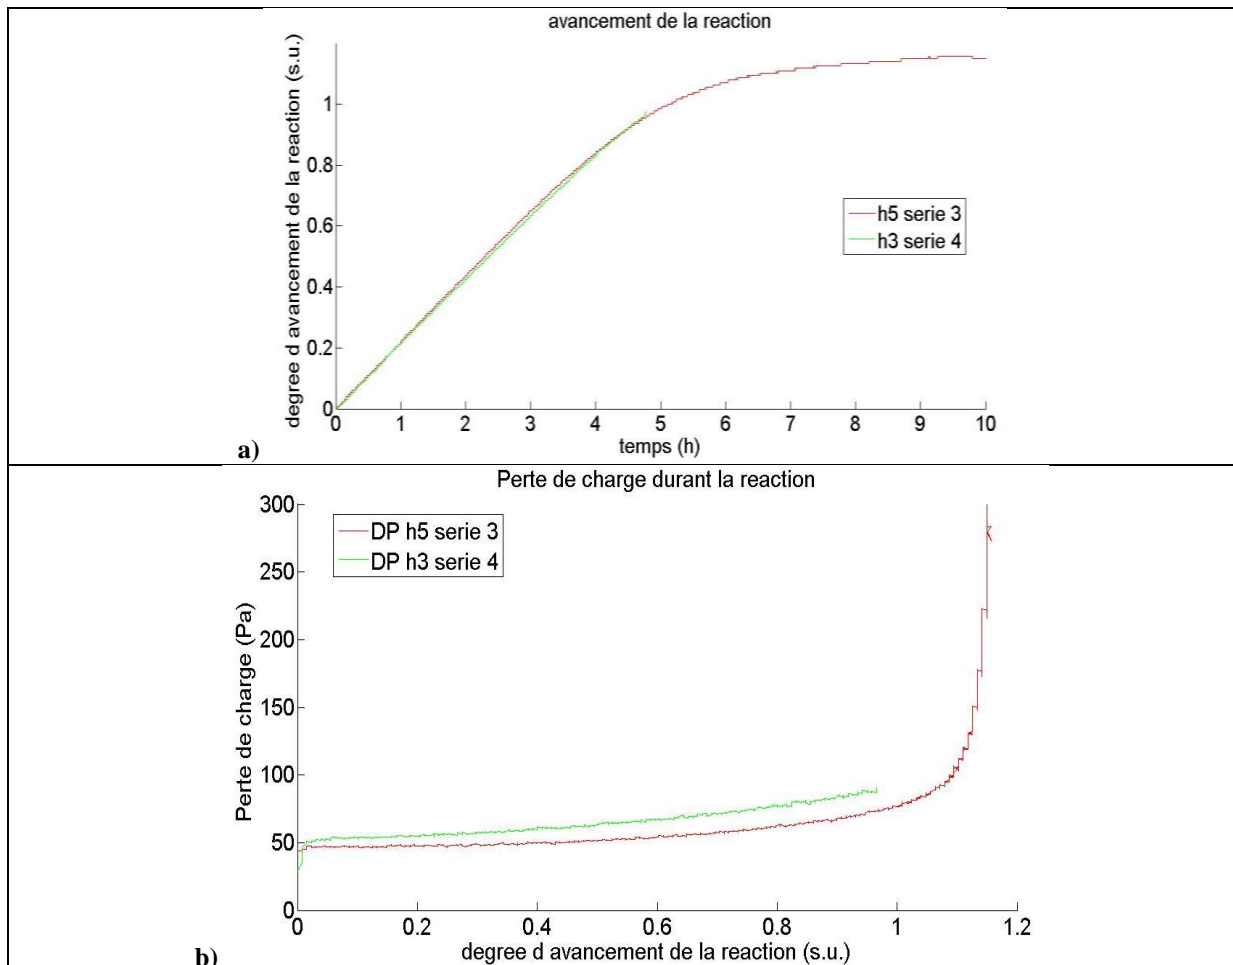 avancement de la reaction
degree d avancement de la reaction (s.u.)
1
0.8
0.6
0.4
0.2
0
h5 serie 3
h3 serie 4
0 1 2 3 4 5 6 7 8 9 10
temps (h)
a)
Perte de charge durant la reaction
Perte de charge (Pa)
300
250
200
150
100
50
0
DP h5 serie 3
DP h3 serie 4
0 0.2 0.4 0.6 0.8 1 1.2
degree d avancement de la reaction (s.u.)
b)